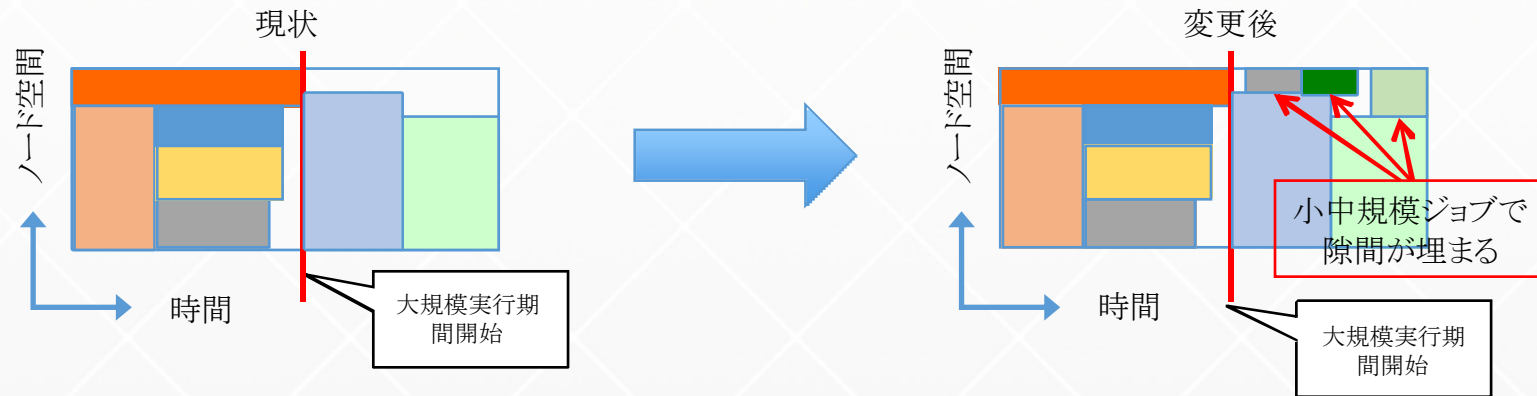 現状
ノード空間
時間
大規模実行期
間開始
変更後
ノード空間
小中規模ジョブで
隙間が埋まる
時間
大規模実行期
間開始